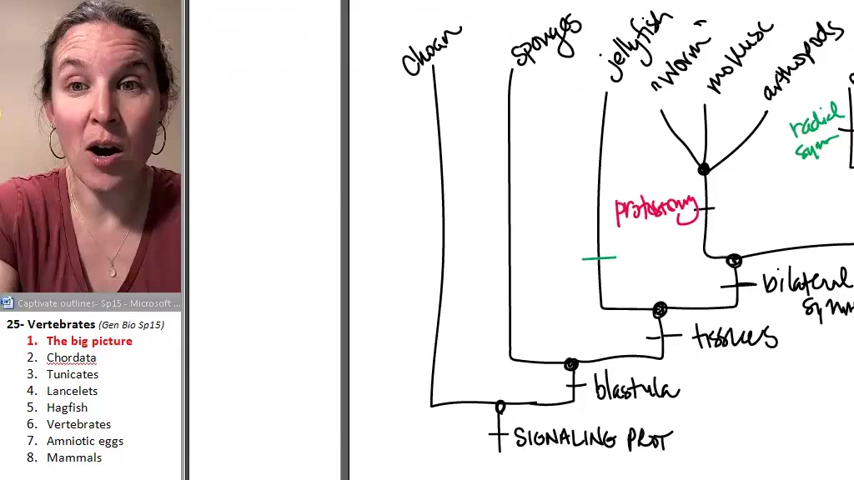 choan
sponges
jellyfish
"worm"
mollusc
arthopods
radial
sym
protostomy
bilateral
sym
tissues
blastula
SIGNALING PROT
Captivate outlines- Sp15 - Microsoft ...
25- Vertebrates (Gen Bio Sp15)
1. The big picture
2. Chordata
3. Tunicates
4. Lancelets
5. Hagfish
6. Vertebrates
7. Amniotic eggs
8. Mammals